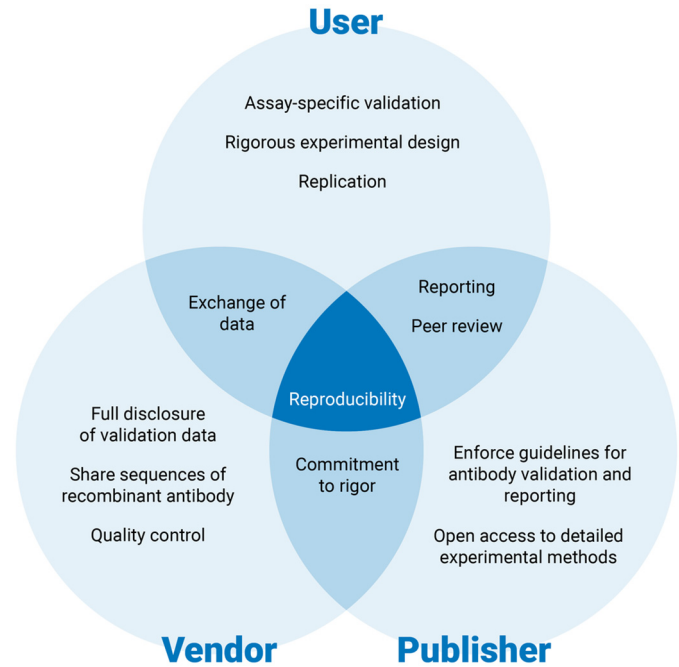 User
Assay-specific validation
Rigorous experimental design
Replication
Exchange of
data
Reporting
Peer review
Reproducibility
Full disclosure
of validation data
Share sequences of
recombinant antibody
Quality control
Commitment
to rigor
Enforce guidelines for
antibody validation and
reporting
Open access to detailed
experimental methods
Vendor
Publisher